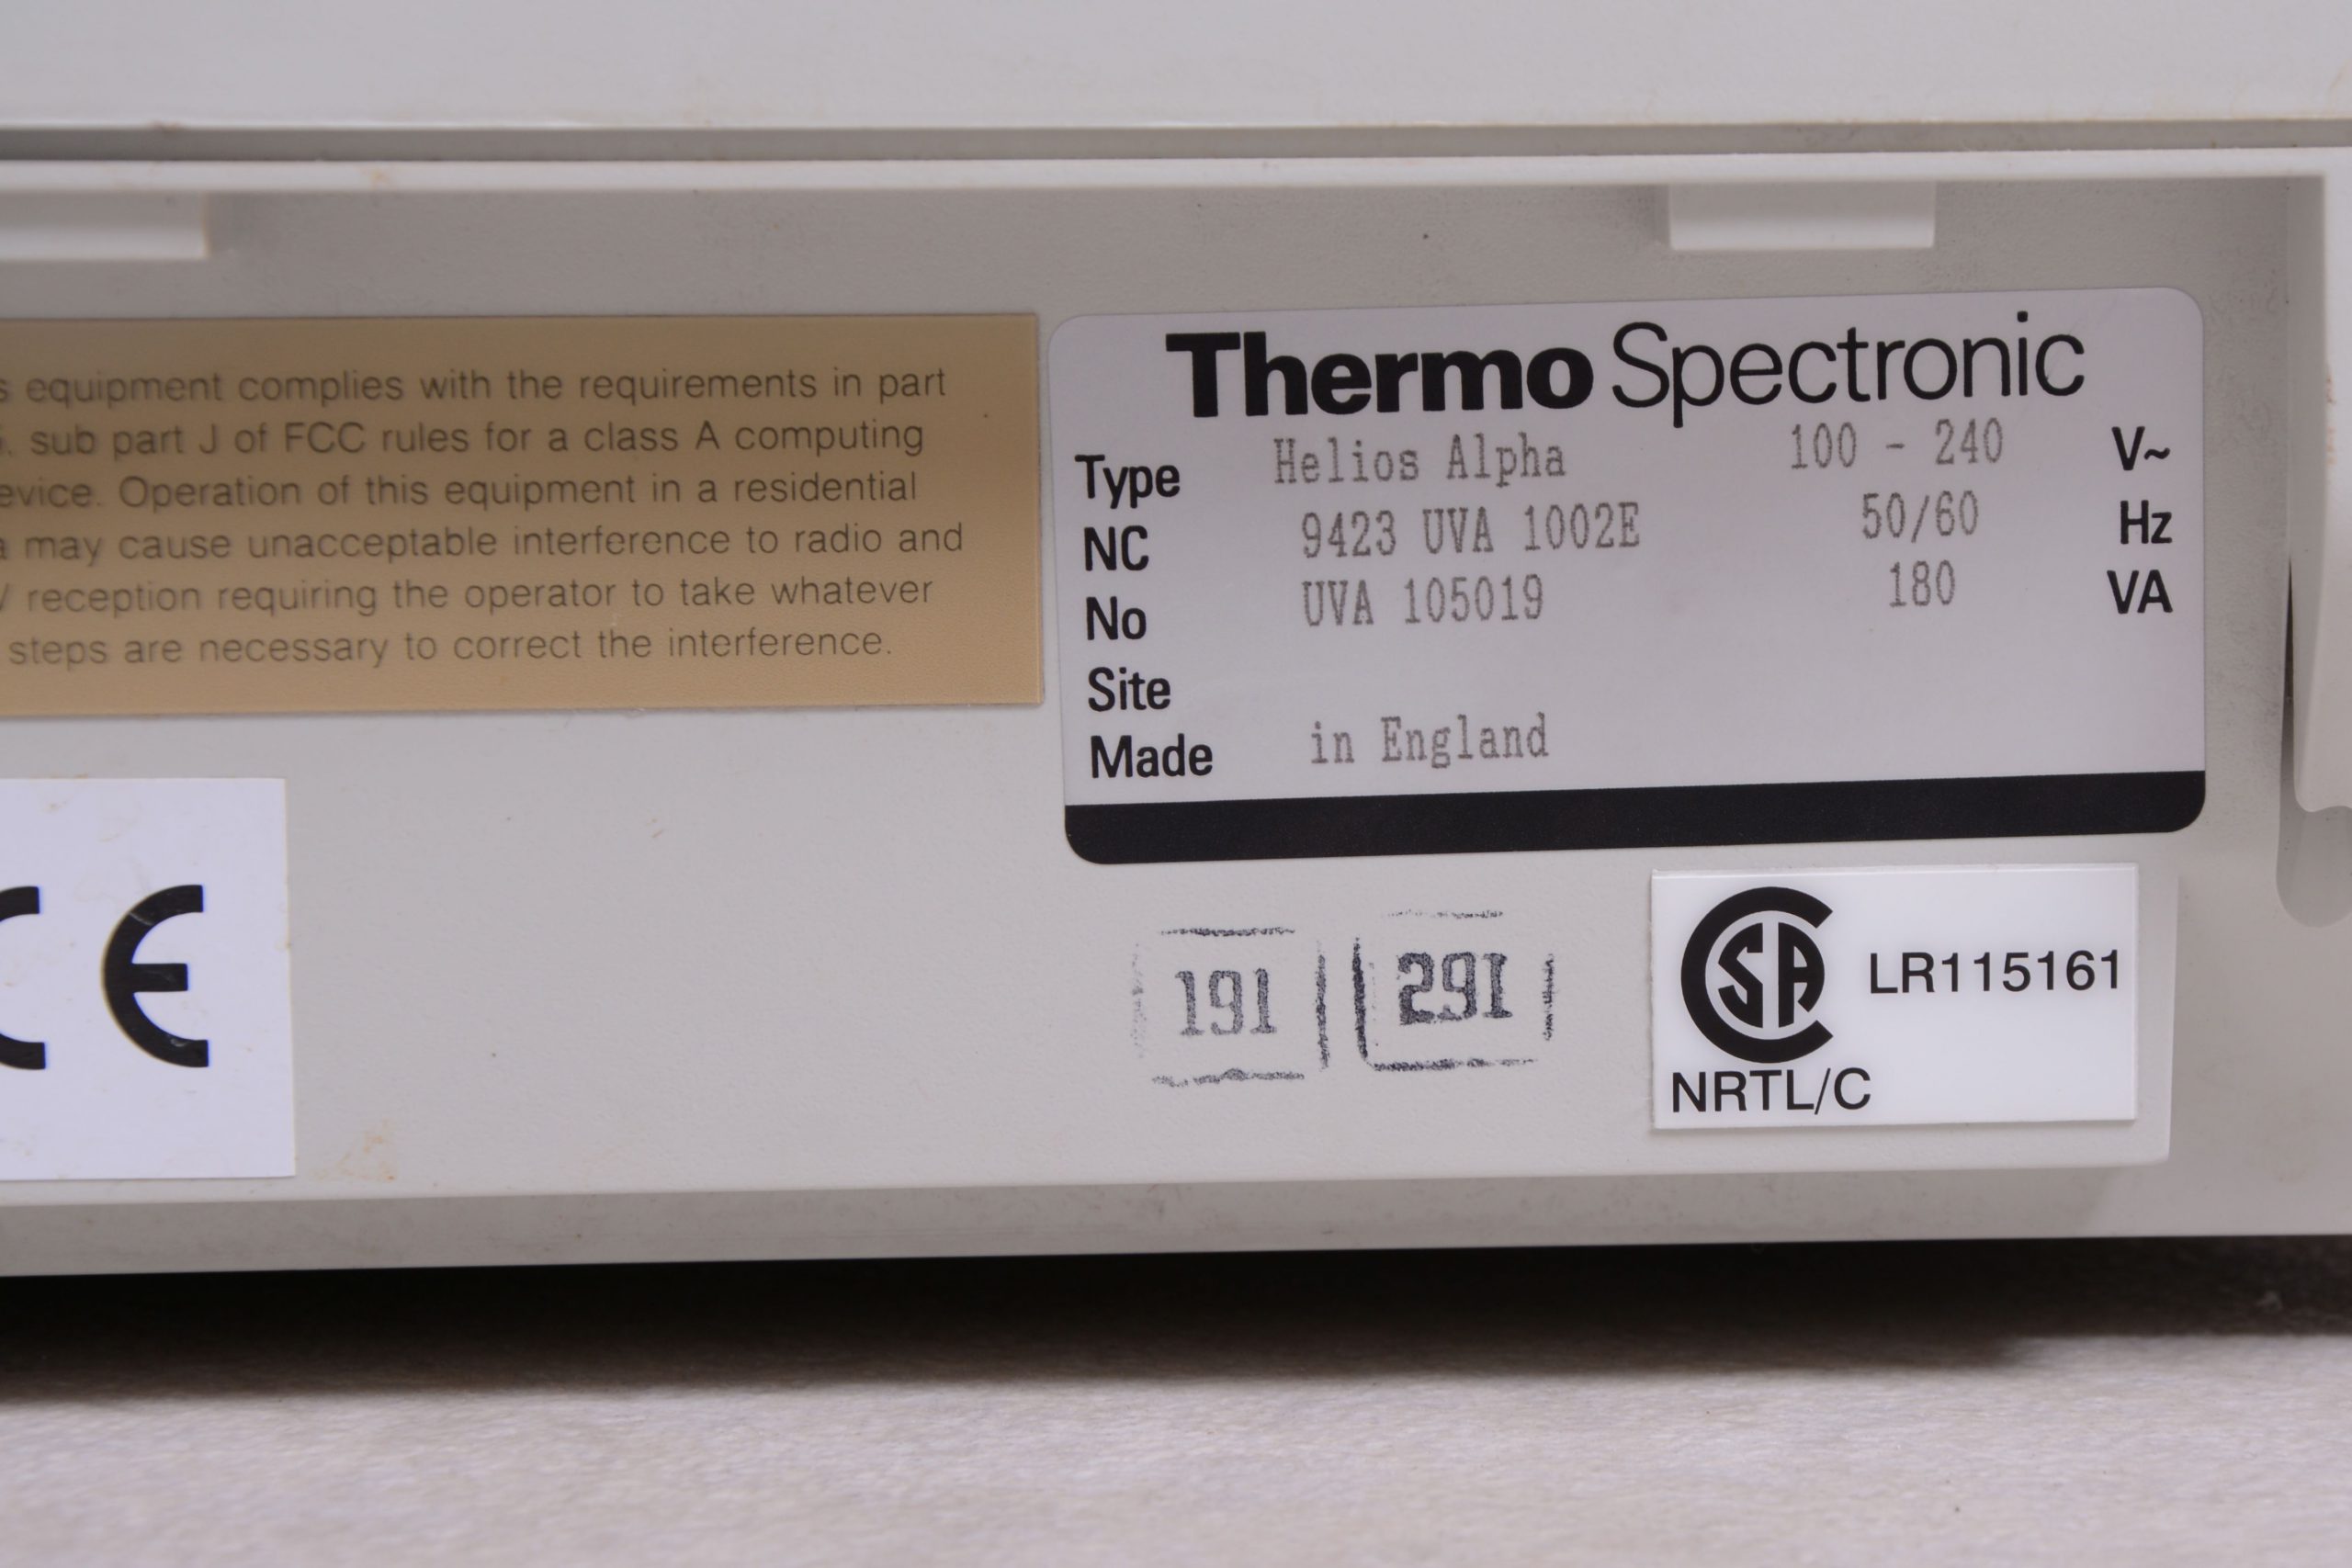 s equipment complies with the requirements in part
, sub part J of FCC rules for a class A computing
evice. Operation of this equipment in a residential
a may cause unacceptable interference to radio and
reception requiring the operator to take whatever
steps are necessary to correct the interference.
Thermo Spectronic
Type Helios Alpha 100 - 240 V~
NC 9423 UVA 1002E 50/60 Hz
No UVA 105019 180 VA
Site
Made in England
CE
191 291
CSA LR115161
NRTL/C